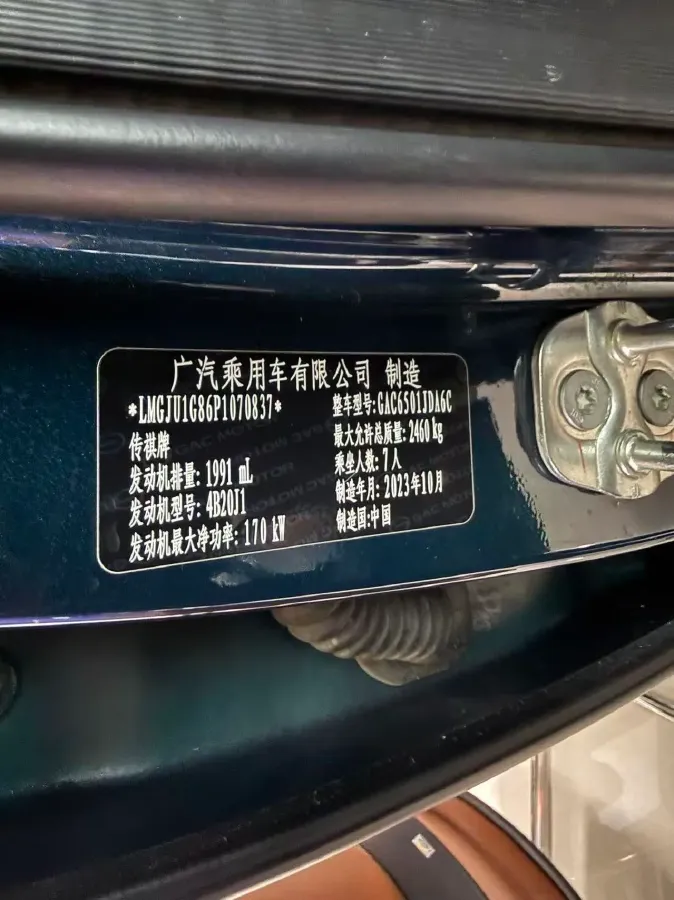 广汽乘用车有限公司 制造
*LMGJU1G86P1070837*
整车型号:GAC6501JDA6C
传祺牌
最大允许总质量:2460 kg
发动机排量:1991 mL
乘坐人数:7人
发动机型号:4B20J1
制造年月:2023年10月
发动机最大净功率:170 kW
制造国:中国